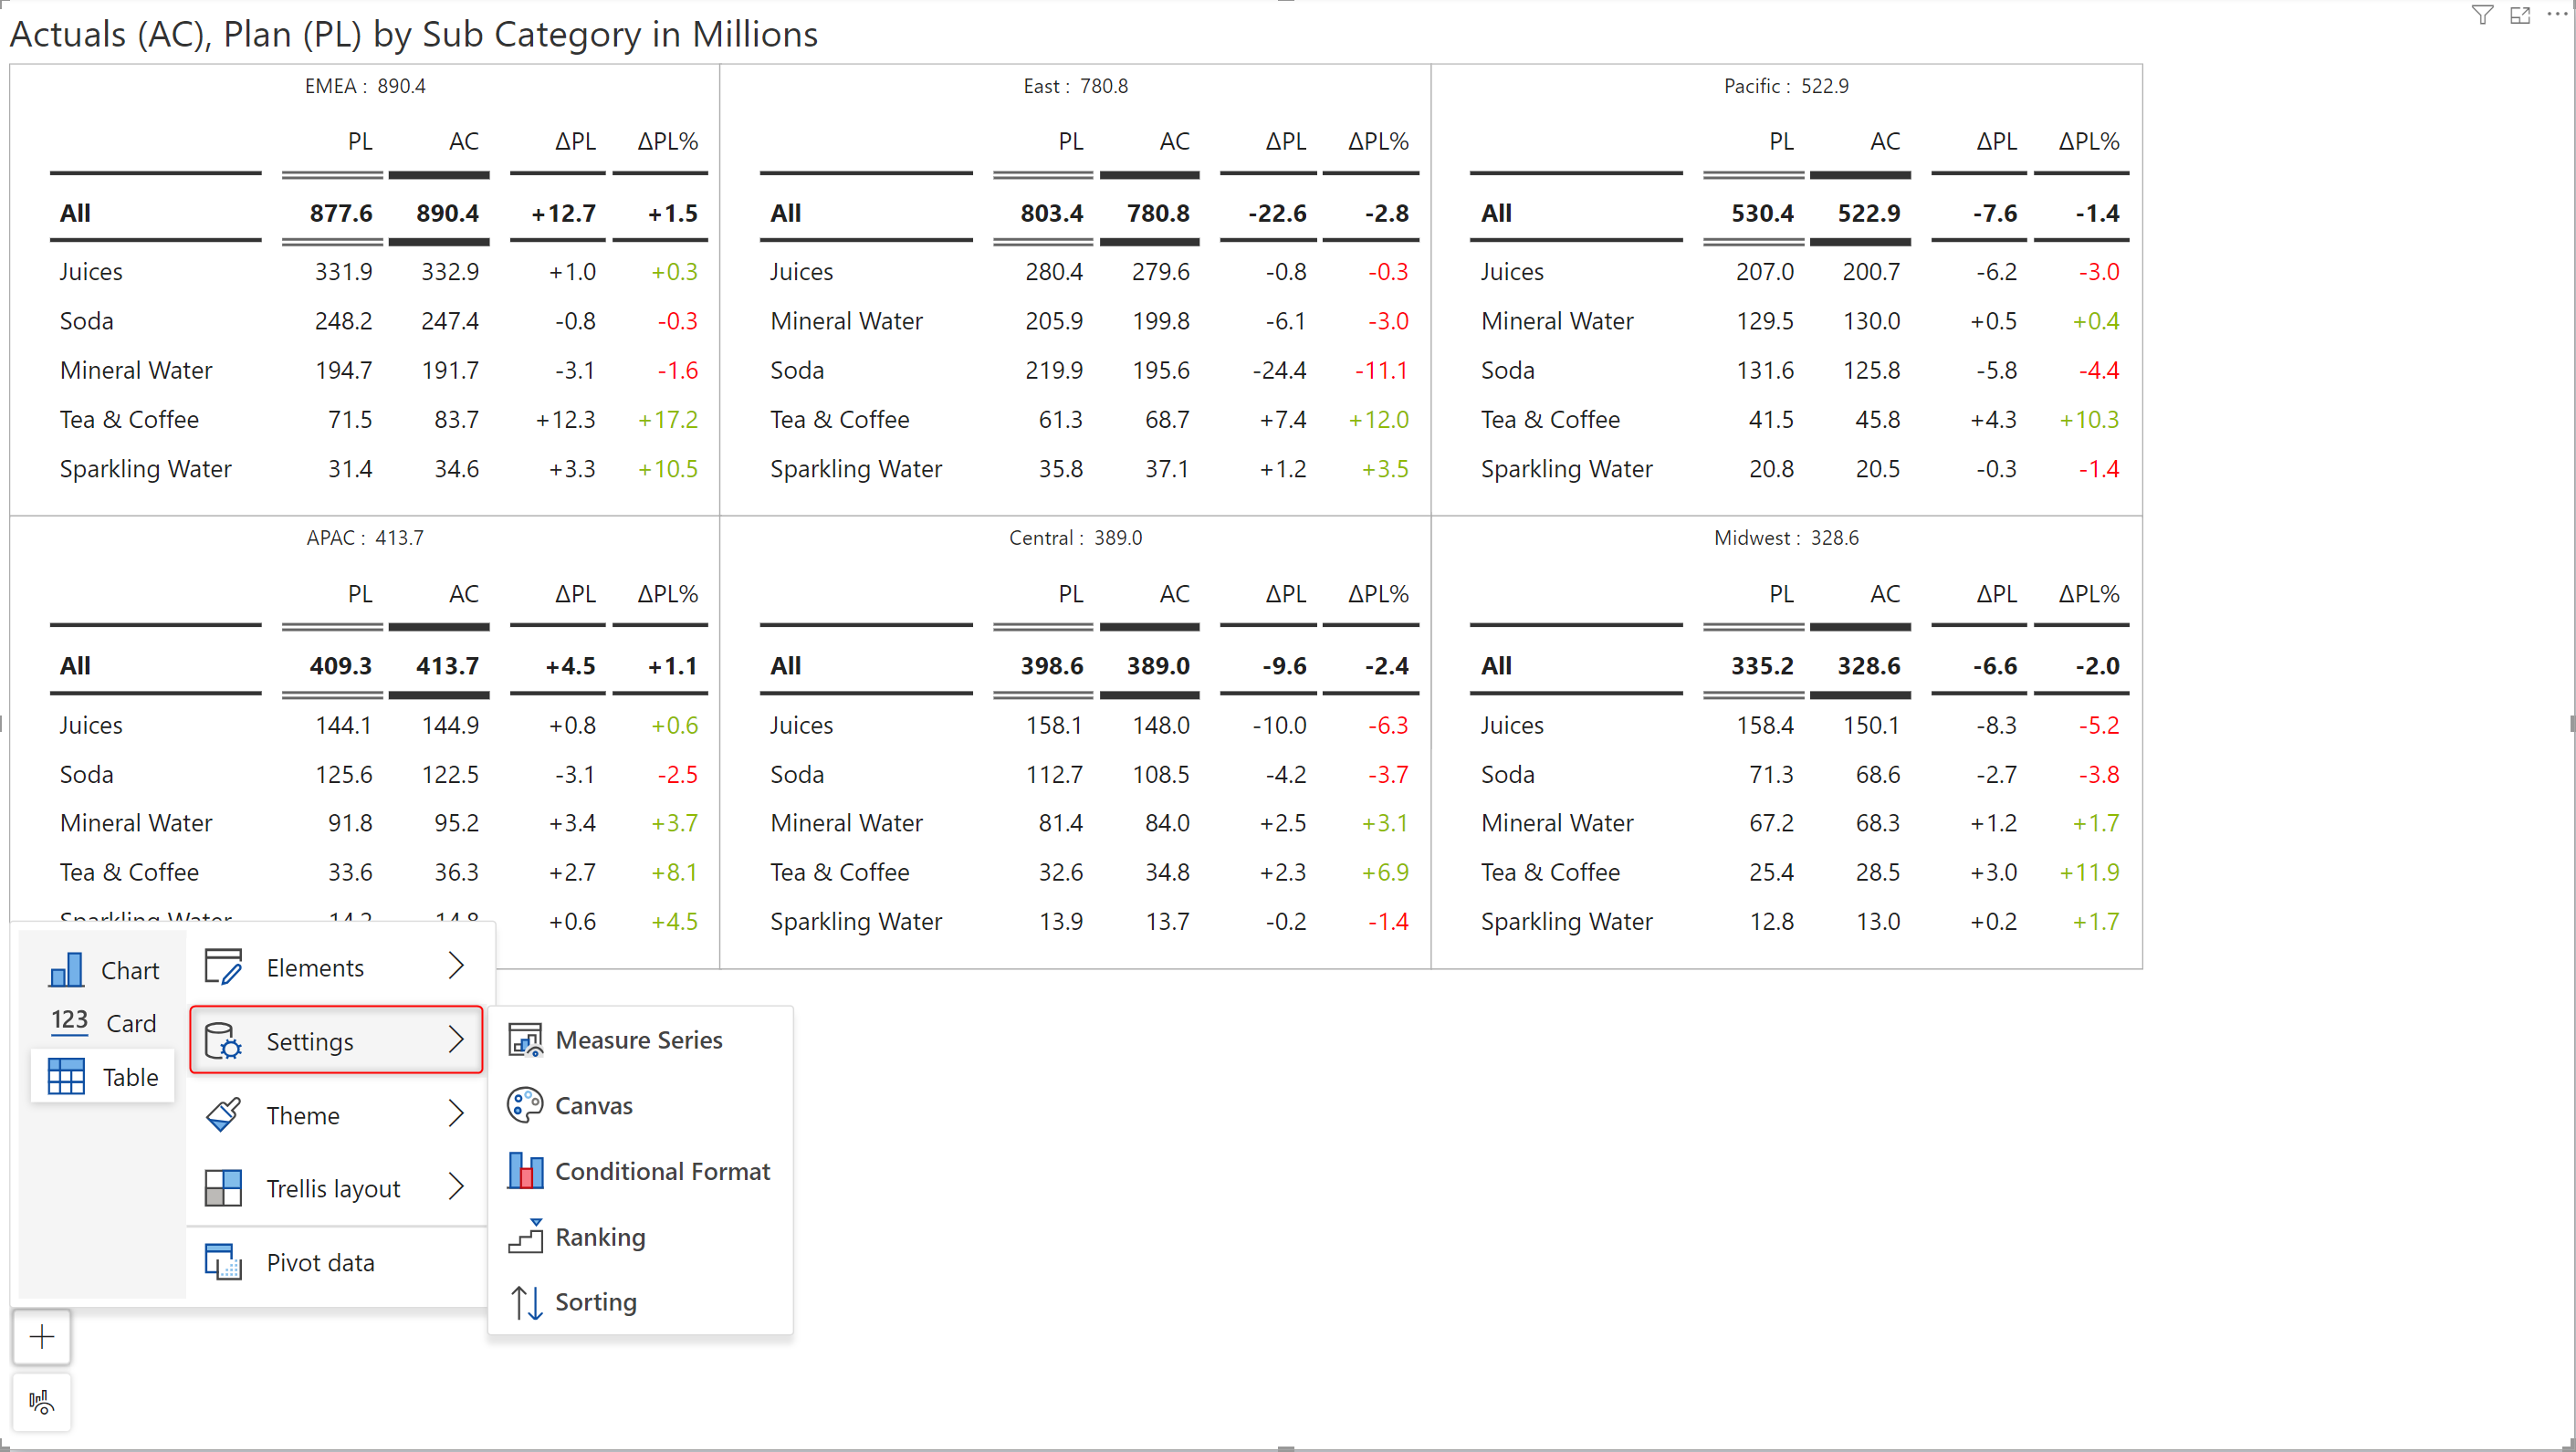 Actuals (AC), Plan (PL) by Sub Category in Millions
EMEA : 890.4
PL AC ΔPL ΔPL%
All 877.6 890.4 +12.7 +1.5
Juices 331.9 332.9 +1.0 +0.3
Soda 248.2 247.4 -0.8 -0.3
Mineral Water 194.7 191.7 -3.1 -1.6
Tea & Coffee 71.5 83.7 +12.3 +17.2
Sparkling Water 31.4 34.6 +3.3 +10.5
East : 780.8
PL AC ΔPL ΔPL%
All 803.4 780.8 -22.6 -2.8
Juices 280.4 279.6 -0.8 -0.3
Mineral Water 205.9 199.8 -6.1 -3.0
Soda 219.9 195.6 -24.4 -11.1
Tea & Coffee 61.3 68.7 +7.4 +12.0
Sparkling Water 35.8 37.1 +1.2 +3.5
Pacific : 522.9
PL AC ΔPL ΔPL%
All 530.4 522.9 -7.6 -1.4
Juices 207.0 200.7 -6.2 -3.0
Mineral Water 129.5 130.0 +0.5 +0.4
Soda 131.6 125.8 -5.8 -4.4
Tea & Coffee 41.5 45.8 +4.3 +10.3
Sparkling Water 20.8 20.5 -0.3 -1.4
APAC : 413.7
PL AC ΔPL ΔPL%
All 409.3 413.7 +4.5 +1.1
Juices 144.1 144.9 +0.8 +0.6
Soda 125.6 122.5 -3.1 -2.5
Mineral Water 91.8 95.2 +3.4 +3.7
Tea & Coffee 33.6 36.3 +2.7 +8.1
Sparkling Water 14.2 14.8 +0.6 +4.5
Central : 389.0
PL AC ΔPL ΔPL%
All 398.6 389.0 -9.6 -2.4
Juices 158.1 148.0 -10.0 -6.3
Soda 112.7 108.5 -4.2 -3.7
Mineral Water 81.4 84.0 +2.5 +3.1
Tea & Coffee 32.6 34.8 +2.3 +6.9
Sparkling Water 13.9 13.7 -0.2 -1.4
Midwest : 328.6
PL AC ΔPL ΔPL%
All 335.2 328.6 -6.6 -2.0
Juices 158.4 150.1 -8.3 -5.2
Soda 71.3 68.6 -2.7 -3.8
Mineral Water 67.2 68.3 +1.2 +1.7
Tea & Coffee 25.4 28.5 +3.0 +11.9
Sparkling Water 12.8 13.0 +0.2 +1.7
Chart
123 Card
Table
Elements
Settings
Theme
Trellis layout
Pivot data
Measure Series
Canvas
Conditional Format
Ranking
Sorting